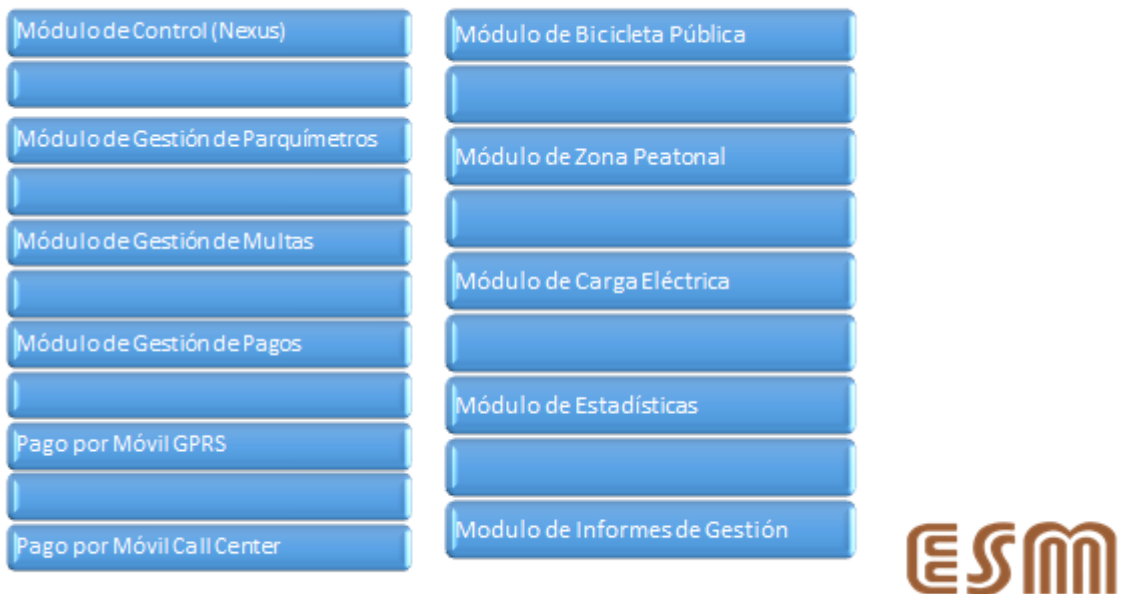 Módulo de Control (Nexus)
Módulo de Gestión de Parquímetros
Módulo de Gestión de Multas
Módulo de Gestión de Pagos
Pago por Móvil GPRS
Pago por Móvil Call Center
Módulo de Bicicleta Pública
Módulo de Zona Peatonal
Módulo de Carga Eléctrica
Módulo de Estadísticas
Modulo de Informes de Gestión
ESM